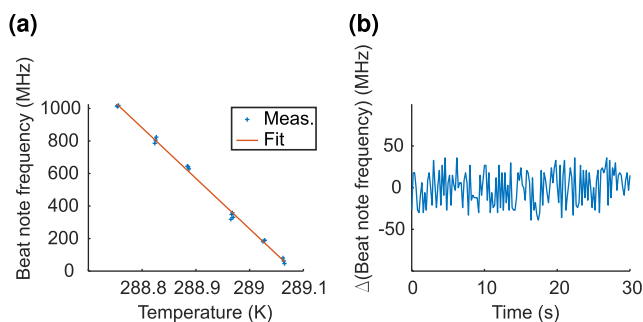 (a)
Beat note frequency (MHz)
1000
800
600
400
200
0
Meas.
Fit
288.8 288.9 289 289.1
Temperature (K)
(b)
Δ(Beat note frequency) (MHz)
50
0
-50
0 10 20 30
Time (s)